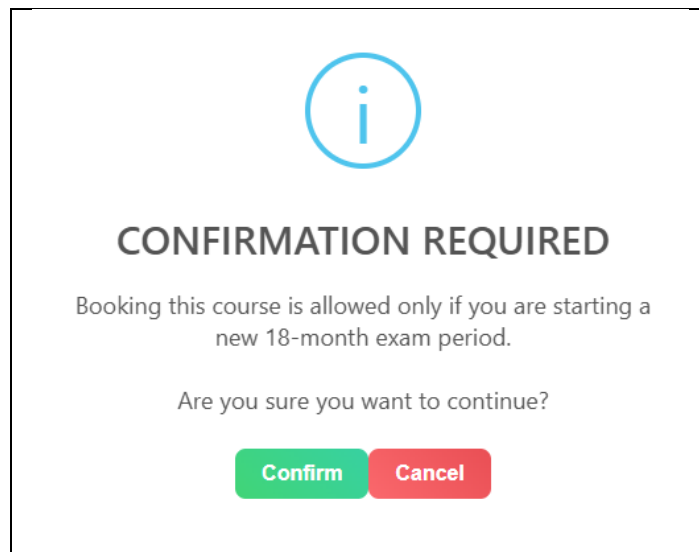 CONFIRMATION REQUIRED
Booking this course is allowed only if you are starting a
new 18-month exam period.
Are you sure you want to continue?
Confirm Cancel